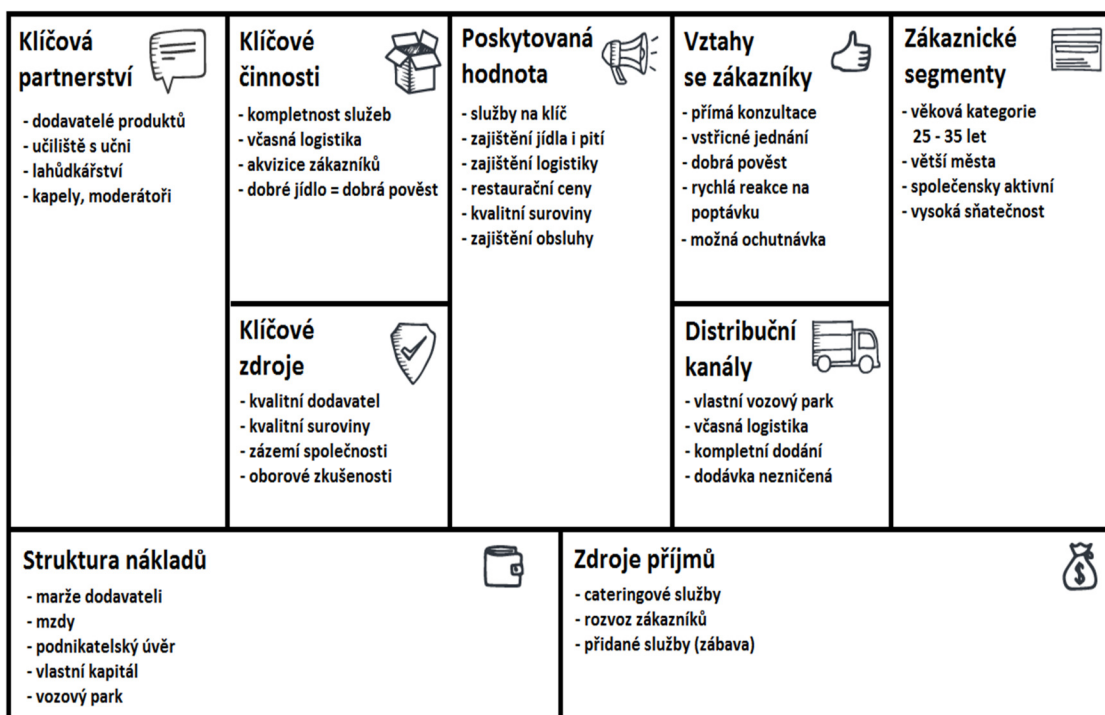 Klíčová
partnerství
- dodavatelé produktů
- učiliště s učni
- lahůdkářství
- kapely, moderátoři
Klíčové
činnosti
- kompletnost služeb
- včasná logistika
- akvizice zákazníků
- dobré jídlo = dobrá pověst
Klíčové
zdroje
- kvalitní dodavatel
- kvalitní suroviny
- zázemí společnosti
- oborové zkušenosti
Poskytovaná
hodnota
- služby na klíč
- zajištění jídla i pití
- zajištění logistiky
- restaurační ceny
- kvalitní suroviny
- zajištění obsluhy
Vztahy
se zákazníky
- přímá konzultace
- vstřícné jednání
- dobrá pověst
- rychlá reakce na
poptávku
- možná ochutnávka
Distribuční
kanály
- vlastní vozový park
- včasná logistika
- kompletní dodání
- dodávka nezničená
Zákaznické
segmenty
- věková kategorie
25 - 35 let
- větší města
- společensky aktivní
- vysoká sňatečnost
Struktura nákladů
- marže dodavateli
- mzdy
- podnikatelský úvěr
- vlastní kapitál
- vozový park
Zdroje příjmů
- cateringové služby
- rozvoz zákazníků
- přidané služby (zábava)
$